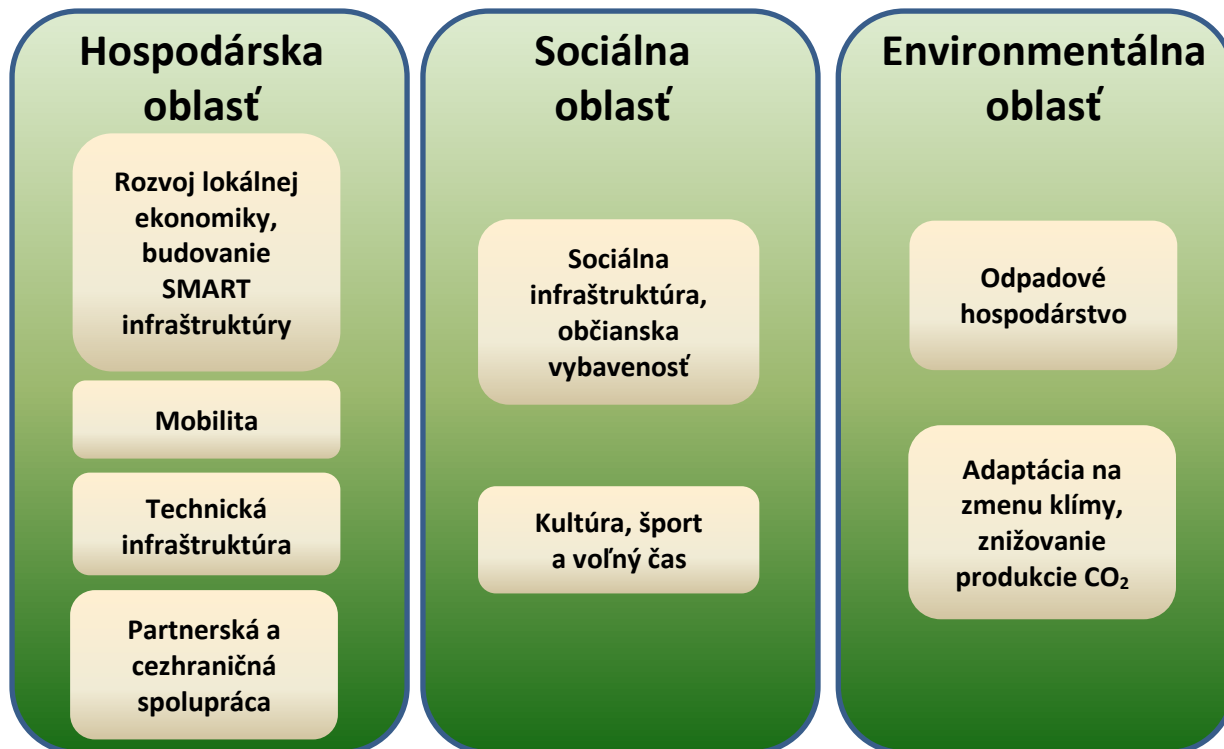 Hospodárska
oblasť
Rozvoj lokálnej
ekonomiky,
budovanie
SMART
infraštruktúry
Mobilita
Technická
infraštruktúra
Partnerská a
cezhraničná
spolupráca
Sociálna
oblasť
Sociálna
infraštruktúra,
občianska
vybavenosť
Kultúra, šport
a voľný čas
Environmentálna
oblasť
Odpadové
hospodárstvo
Adaptácia na
zmenu klímy,
znižovanie
produkcie CO₂